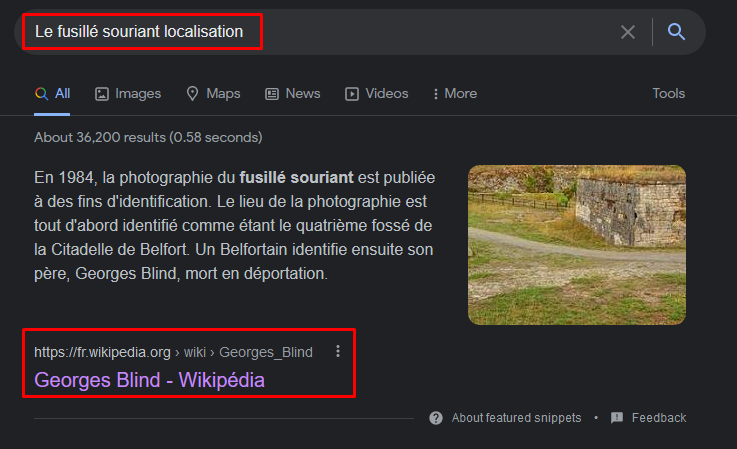 Le fusillé souriant localisation
All Images Maps News Videos More Tools
About 36,200 results (0.58 seconds)
En 1984, la photographie du fusillé souriant est publiée
à des fins d'identification. Le lieu de la photographie est
tout d'abord identifié comme étant le quatrième fossé de
la Citadelle de Belfort. Un Belfortain identifie ensuite son
père, Georges Blind, mort en déportation.
https://fr.wikipedia.org › wiki › Georges_Blind
Georges Blind - Wikipédia
About featured snippets • Feedback